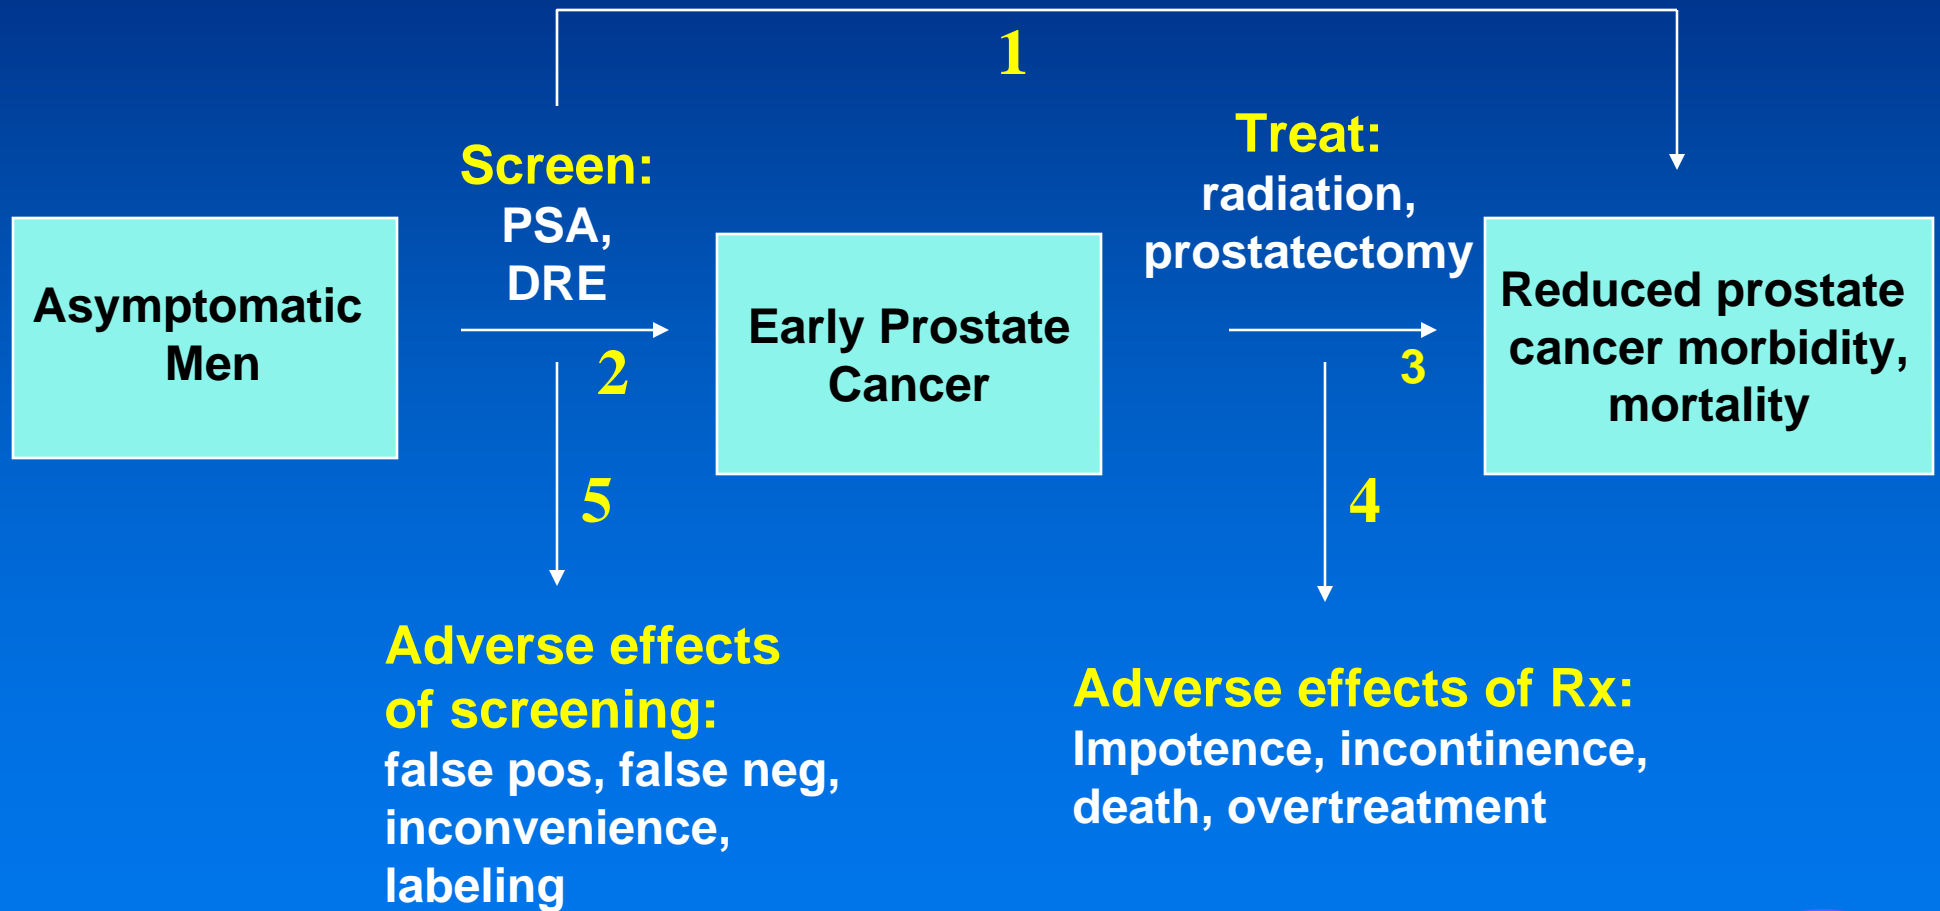 1
Screen:
PSA,
DRE
Treat:
radiation,
prostatectomy
Asymptomatic
Men
2
Early Prostate
Cancer
3
Reduced prostate
cancer morbidity,
mortality
5
4
Adverse effects
of screening:
false pos, false neg,
inconvenience,
labeling
Adverse effects of Rx:
Impotence, incontinence,
death, overtreatment